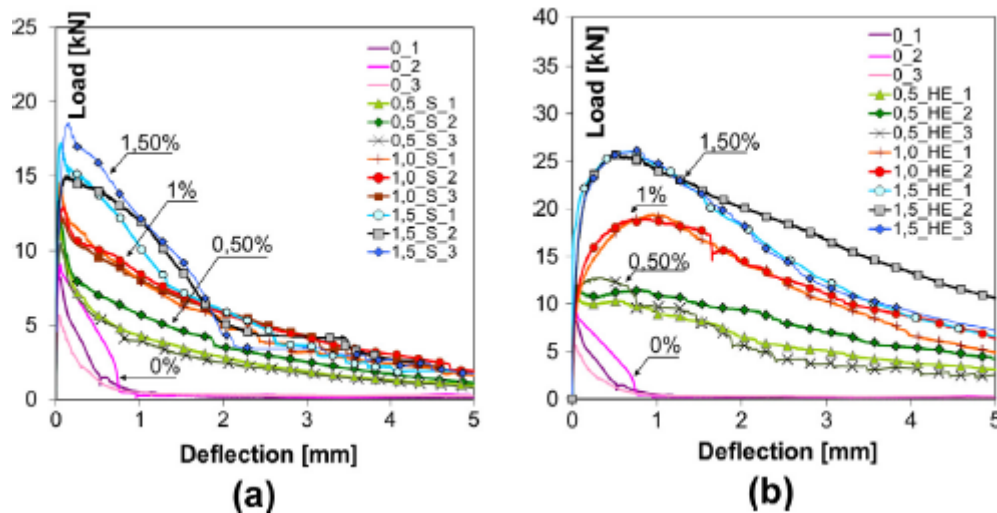 25
20
15
10
5
0
Load [kN]
0_1
0_2
0_3
0,5_S_1
0,5_S_2
0,5_S_3
1,0_S_1
1,0_S_2
1,0_S_3
1,5_S_1
1,5_S_2
1,5_S_3
1,50%
1%
0,50%
0%
0 1 2 3 4 5
Deflection [mm]
(a)
40
35
30
25
20
15
10
5
0
Load [kN]
0_1
0_2
0_3
0,5_HE_1
0,5_HE_2
0,5_HE_3
1,0_HE_1
1,0_HE_2
1,5_HE_1
1,5_HE_2
1,5_HE_3
1,50%
1%
0,50%
0%
0 1 2 3 4 5
Deflection [mm]
(b)